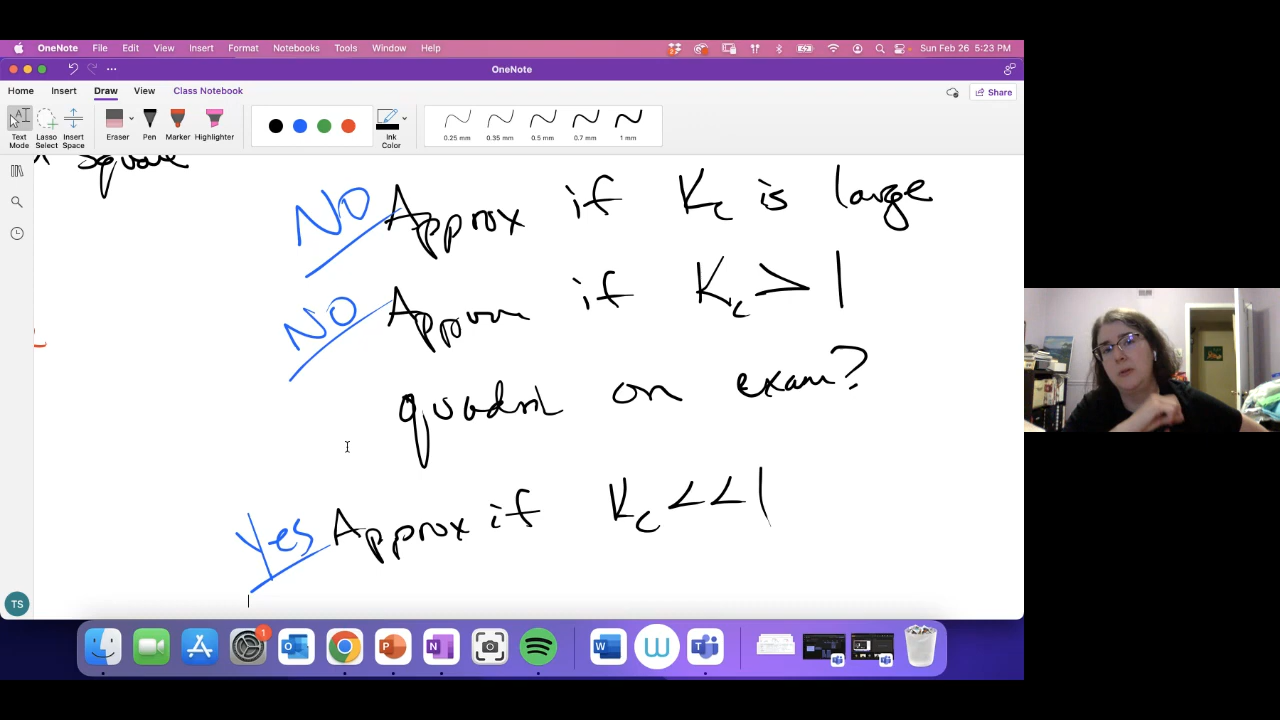 OneNote File Edit View Insert Format Notebooks Tools Window Help
Sun Feb 26 5:23 PM
OneNote
Home Insert Draw View Class Notebook
Share
Text Mode
Lasso Select
Insert Space
Eraser
Pen
Marker
Highlighter
Ink Color
0.25 mm 0.35 mm 0.5 mm 0.7 mm 1 mm
square
NO Approx if Kc is large
NO Approx if Kc > 1
on exam?
Yes Approx if Kc << 1
TS
1